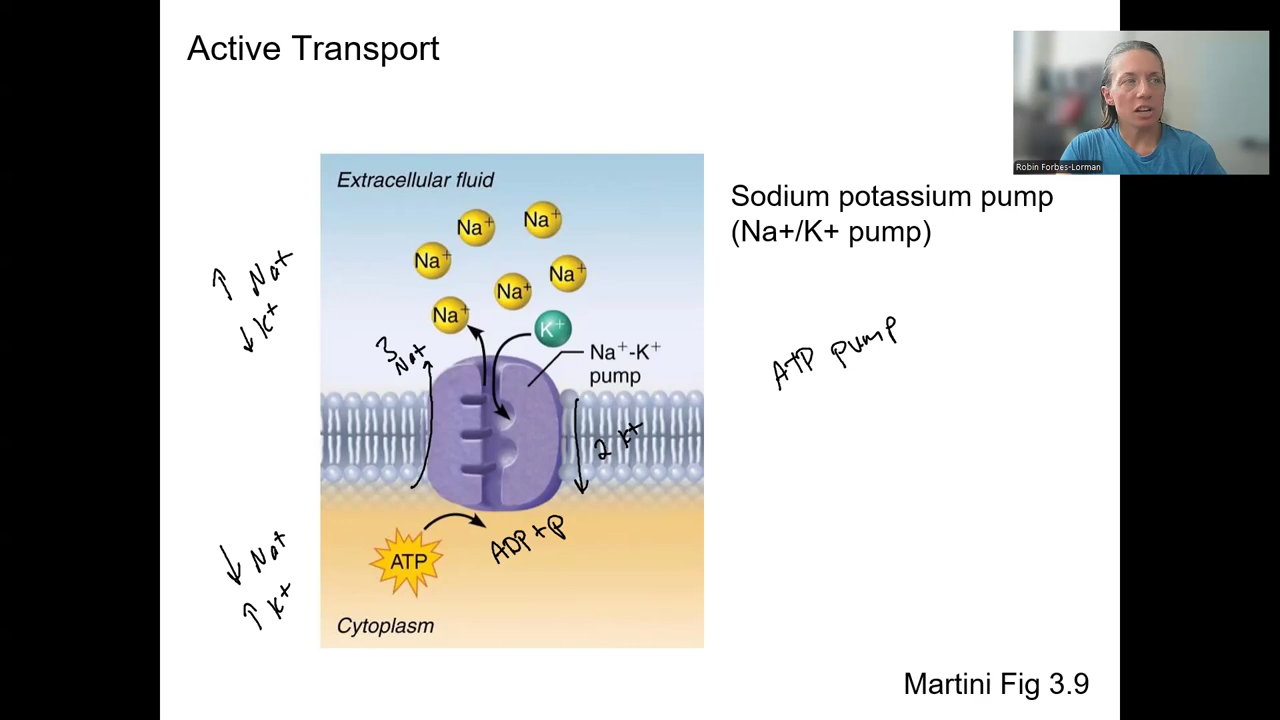 Active Transport
Robin Forbes-Lorman
Extracellular fluid
Sodium potassium pump
(Na+/K+ pump)
Na⁺
Na⁺
Na⁺
Na⁺
Na⁺
Na⁺
K⁺
↑ Na+
↓ K+
3 Na+
Na⁺-K⁺
pump
ATP pump
2 K+
ADP + P
ATP
↓ Na+
↑ K+
Cytoplasm
Martini Fig 3.9